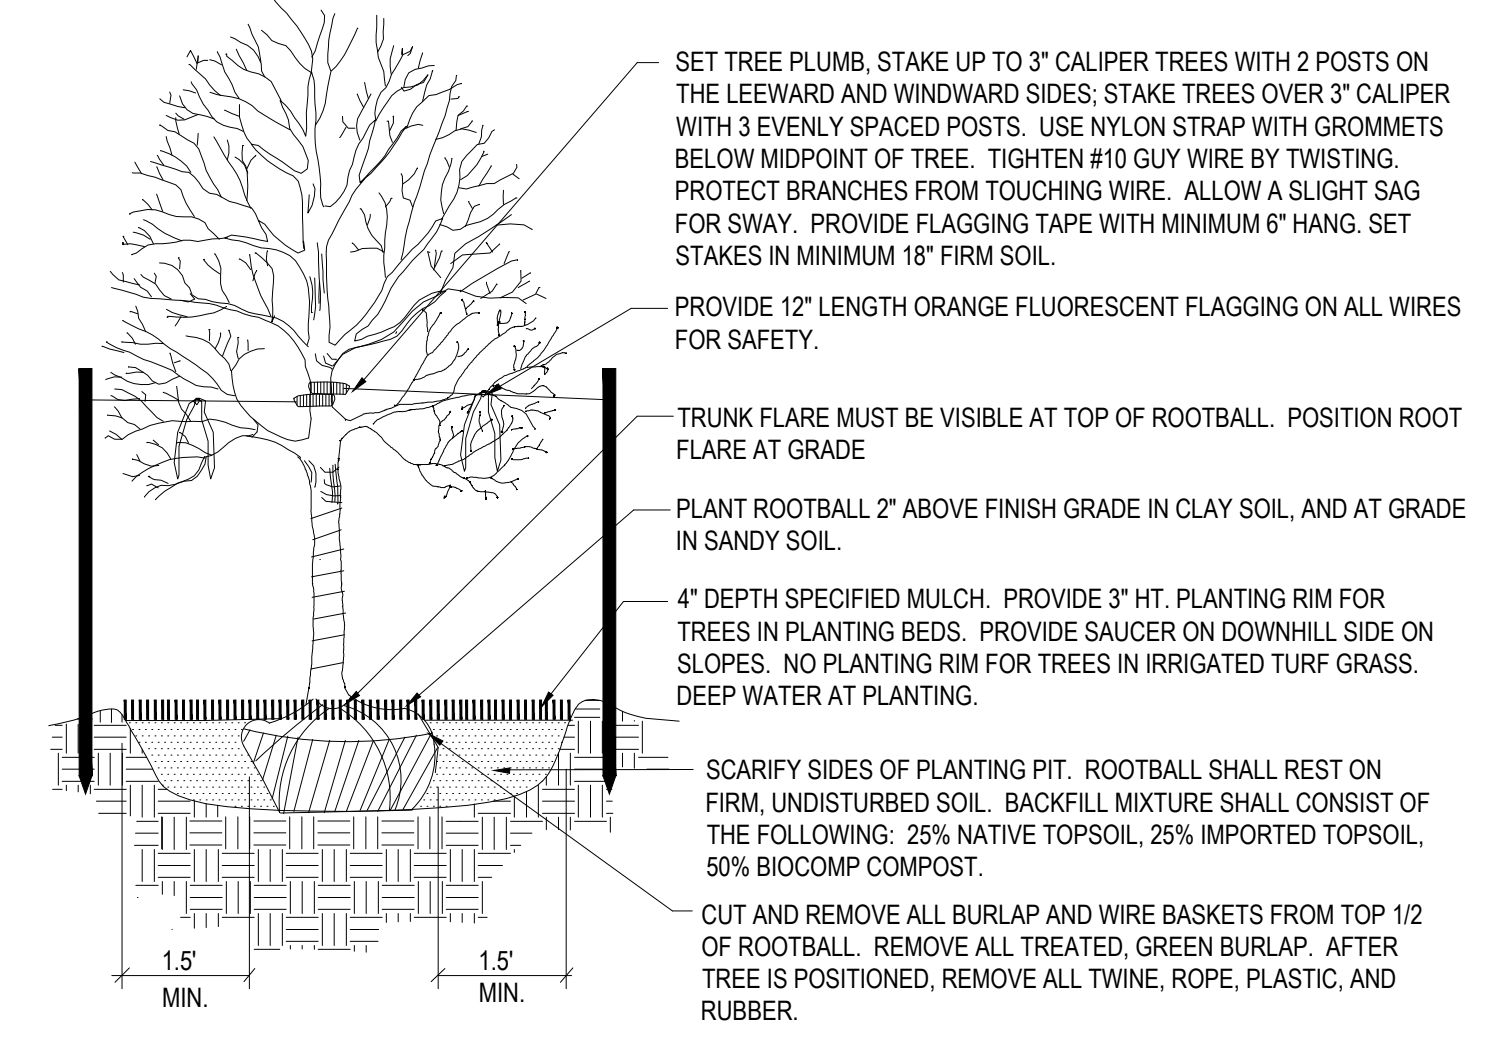 SET TREE PLUMB, STAKE UP TO 3" CALIPER TREES WITH 2 POSTS ON
THE LEEWARD AND WINDWARD SIDES; STAKE TREES OVER 3" CALIPER
WITH 3 EVENLY SPACED POSTS. USE NYLON STRAP WITH GROMMETS
BELOW MIDPOINT OF TREE. TIGHTEN #10 GUY WIRE BY TWISTING.
PROTECT BRANCHES FROM TOUCHING WIRE. ALLOW A SLIGHT SAG
FOR SWAY. PROVIDE FLAGGING TAPE WITH MINIMUM 6" HANG. SET
STAKES IN MINIMUM 18" FIRM SOIL.
PROVIDE 12" LENGTH ORANGE FLUORESCENT FLAGGING ON ALL WIRES
FOR SAFETY.
TRUNK FLARE MUST BE VISIBLE AT TOP OF ROOTBALL. POSITION ROOT
FLARE AT GRADE
PLANT ROOTBALL 2" ABOVE FINISH GRADE IN CLAY SOIL, AND AT GRADE
IN SANDY SOIL.
4" DEPTH SPECIFIED MULCH. PROVIDE 3" HT. PLANTING RIM FOR
TREES IN PLANTING BEDS. PROVIDE SAUCER ON DOWNHILL SIDE ON
SLOPES. NO PLANTING RIM FOR TREES IN IRRIGATED TURF GRASS.
DEEP WATER AT PLANTING.
SCARIFY SIDES OF PLANTING PIT. ROOTBALL SHALL REST ON
FIRM, UNDISTURBED SOIL. BACKFILL MIXTURE SHALL CONSIST OF
THE FOLLOWING: 25% NATIVE TOPSOIL, 25% IMPORTED TOPSOIL,
50% BIOCOMP COMPOST.
CUT AND REMOVE ALL BURLAP AND WIRE BASKETS FROM TOP 1/2
OF ROOTBALL. REMOVE ALL TREATED, GREEN BURLAP. AFTER
TREE IS POSITIONED, REMOVE ALL TWINE, ROPE, PLASTIC, AND
RUBBER.
1.5'
MIN.
1.5'
MIN.